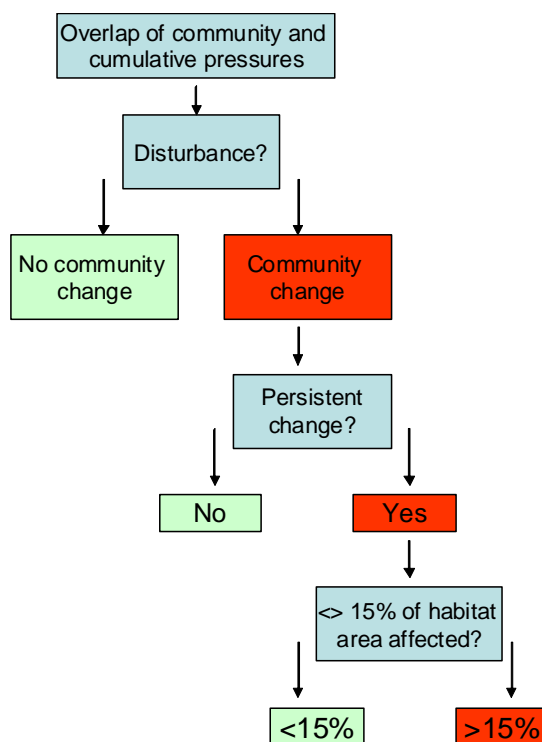 Overlap of community and
cumulative pressures
Disturbance?
No community
change
Community
change
Persistent
change?
No
Yes
<> 15% of habitat
area affected?
<15%
>15%